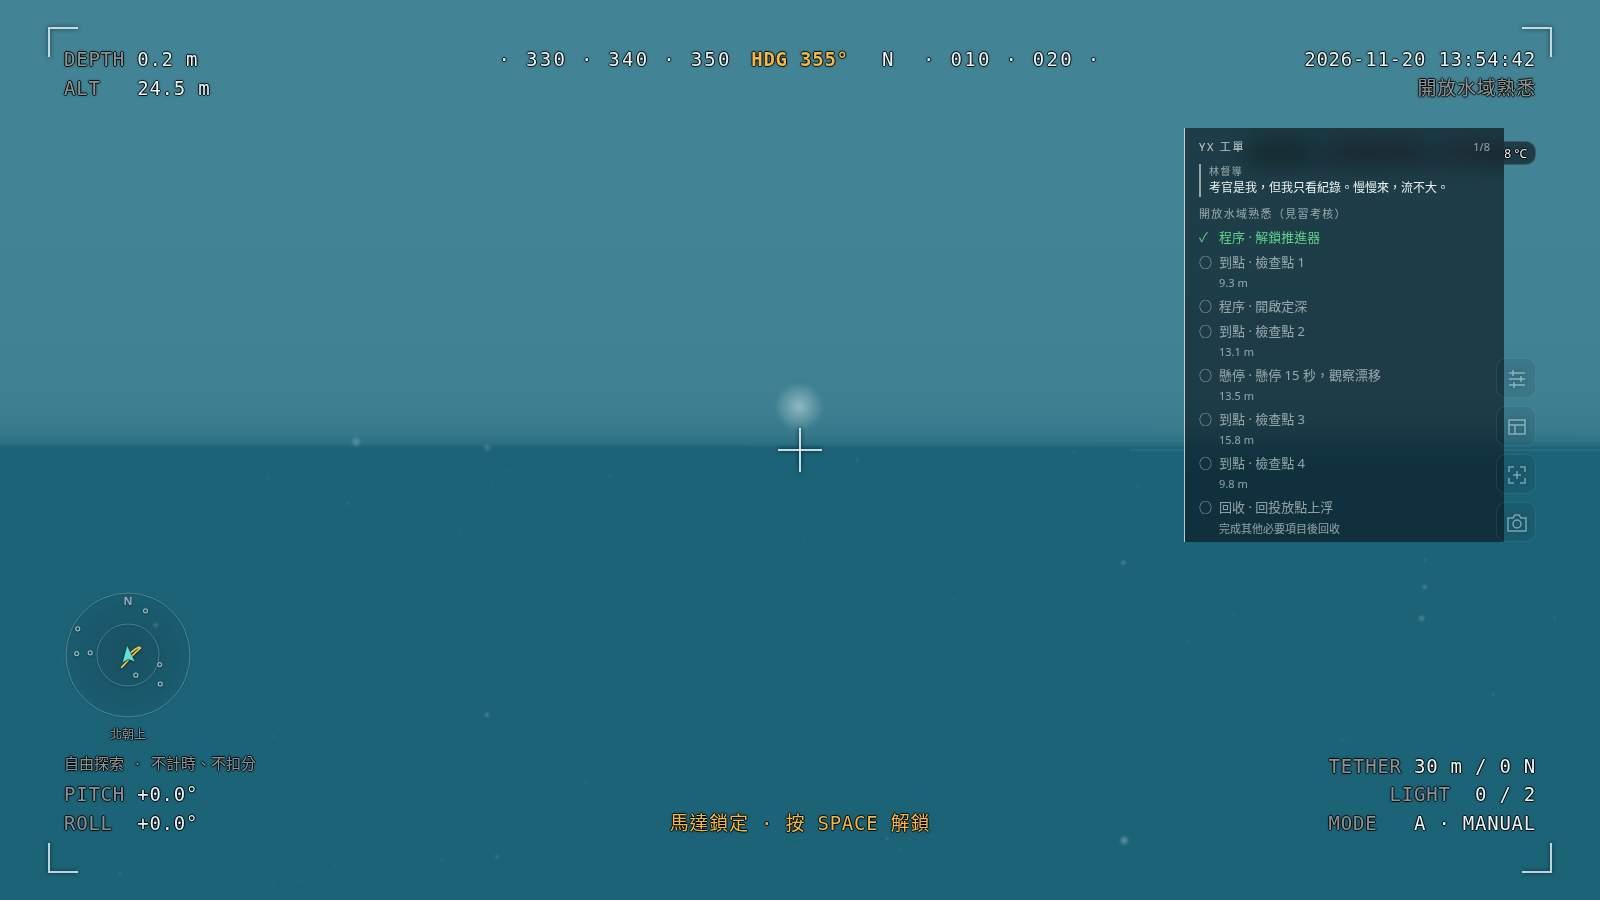 DEPTH 0.2 m
ALT 24.5 m
· 330 · 340 · 350 HDG 355° N · 010 · 020 ·
2026-11-20 13:54:42
開放水域熟悉
YX 工單 1/8
8 °C
林督導
考官是我，但我只看紀錄。慢慢來，流不大。
開放水域熟悉（見習考核）
✓ 程序 · 解鎖推進器
到點 · 檢查點 1
9.3 m
程序 · 開啟定深
到點 · 檢查點 2
13.1 m
懸停 · 懸停 15 秒，觀察漂移
13.5 m
到點 · 檢查點 3
15.8 m
到點 · 檢查點 4
9.8 m
回收 · 回投放點上浮
完成其他必要項目後回收
N
北朝上
自由探索 · 不計時、不扣分
PITCH +0.0°
ROLL +0.0°
馬達鎖定 · 按 SPACE 解鎖
TETHER 30 m / 0 N
LIGHT 0 / 2
MODE A · MANUAL